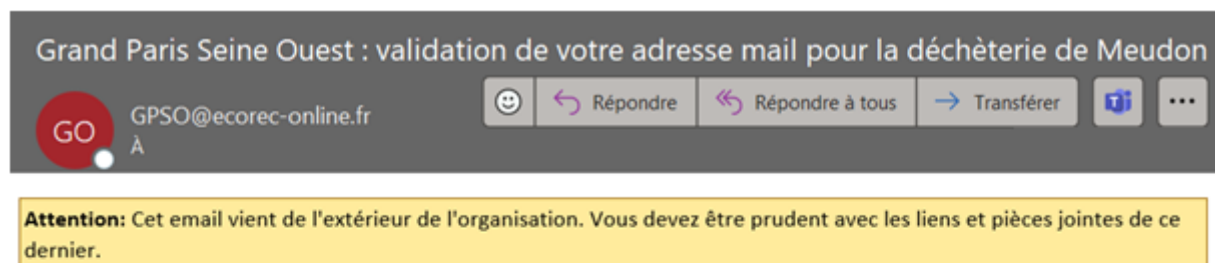 Grand Paris Seine Ouest : validation de votre adresse mail pour la déchèterie de Meudon
GO
GPSO@ecorec-online.fr
À
Répondre
Répondre à tous
Transférer
Attention: Cet email vient de l'extérieur de l'organisation. Vous devez être prudent avec les liens et pièces jointes de ce
dernier.